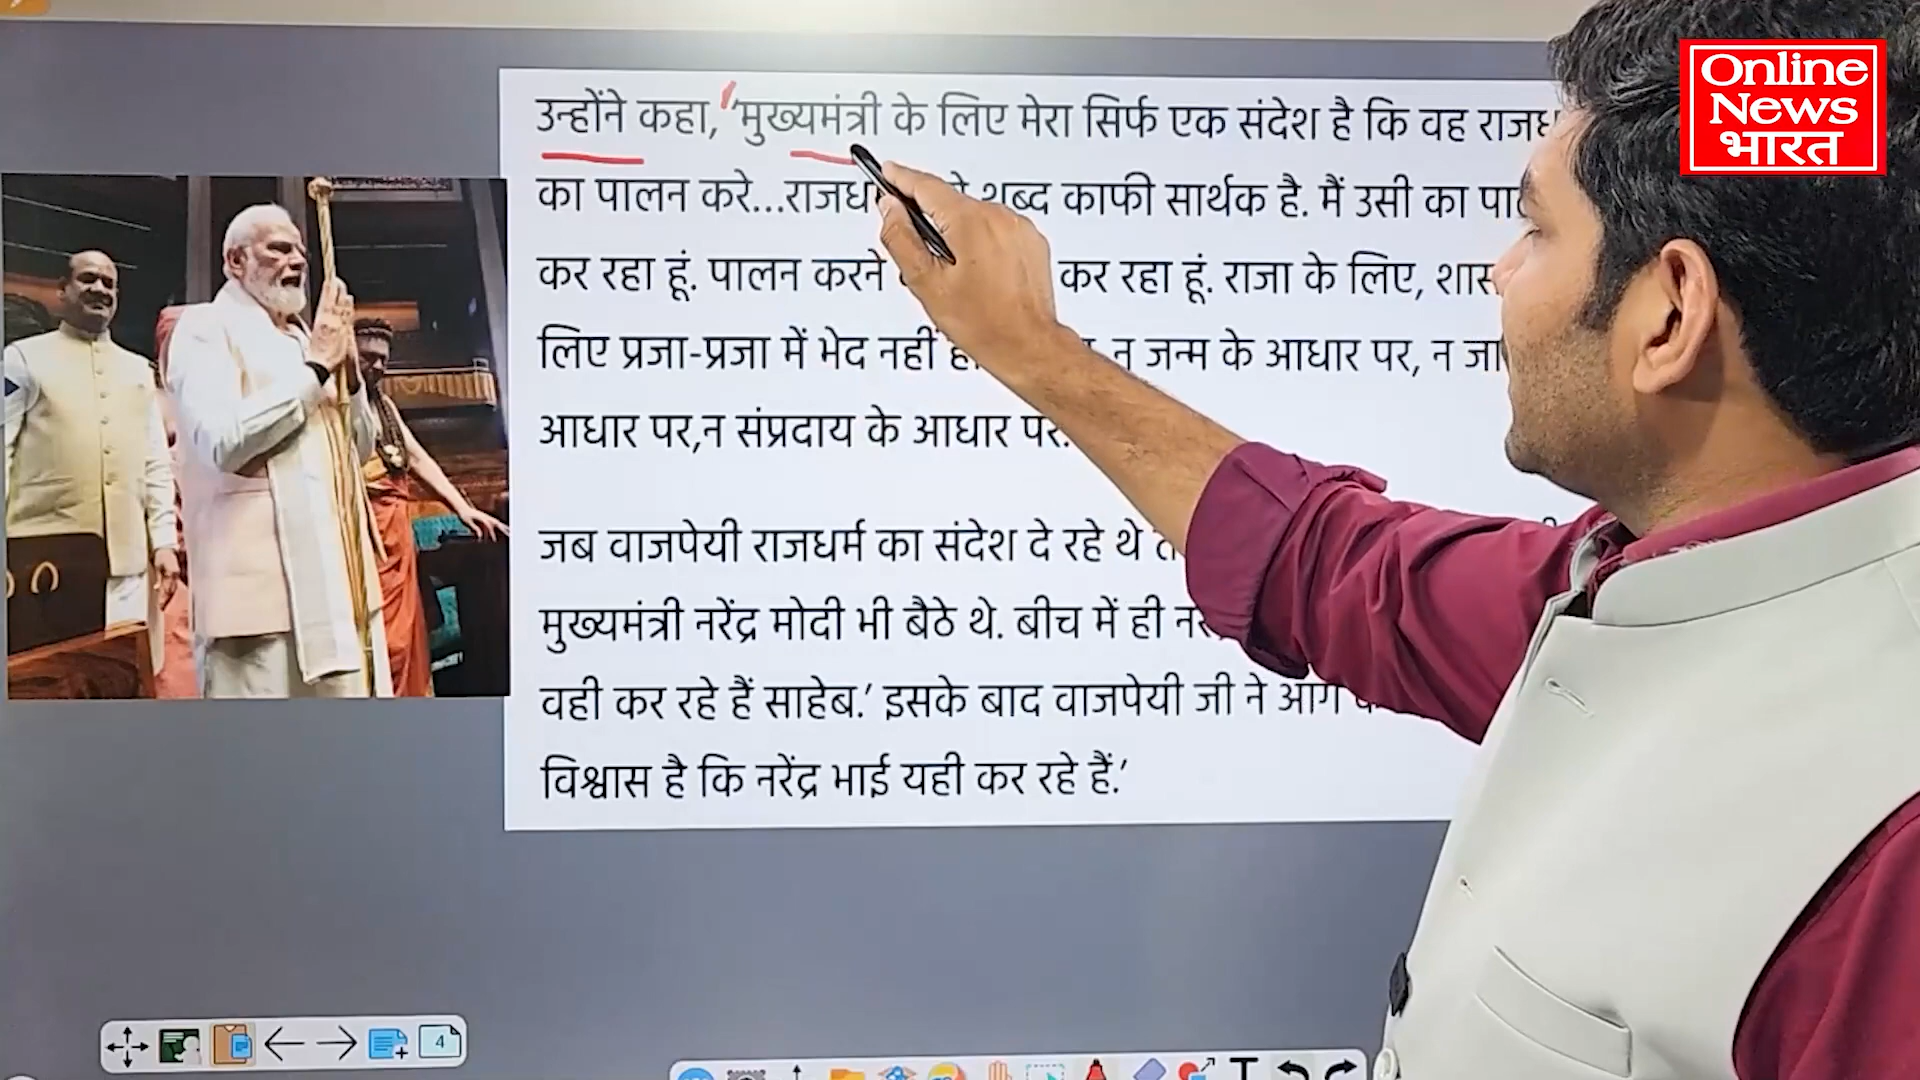 Online
News
भारत
उन्होंने कहा, 'मुख्यमंत्री के लिए मेरा सिर्फ एक संदेश है कि वह
का पालन करे... शब्द काफी सार्थक है. मैं उसी का
कर रहा हूं. पालन करने कर रहा हूं. राजा के लिए,
लिए प्रजा-प्रजा में भेद नहीं न जन्म के आधार पर, न
आधार पर,न संप्रदाय के आधार पर.
जब वाजपेयी राजधर्म का संदेश दे रहे थे
मुख्यमंत्री नरेंद्र मोदी भी बैठे थे. बीच में ही
वही कर रहे हैं साहेब.' इसके बाद वाजपेयी जी ने
विश्वास है कि नरेंद्र भाई यही कर रहे हैं.'
4
T